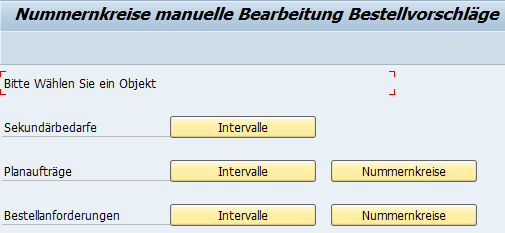 Nummernkreise manuelle Bearbeitung Bestellvorschläge
Bitte Wählen Sie ein Objekt
Sekundärbedarfe Intervalle
Planaufträge Intervalle Nummernkreise
Bestellanforderungen Intervalle Nummernkreise